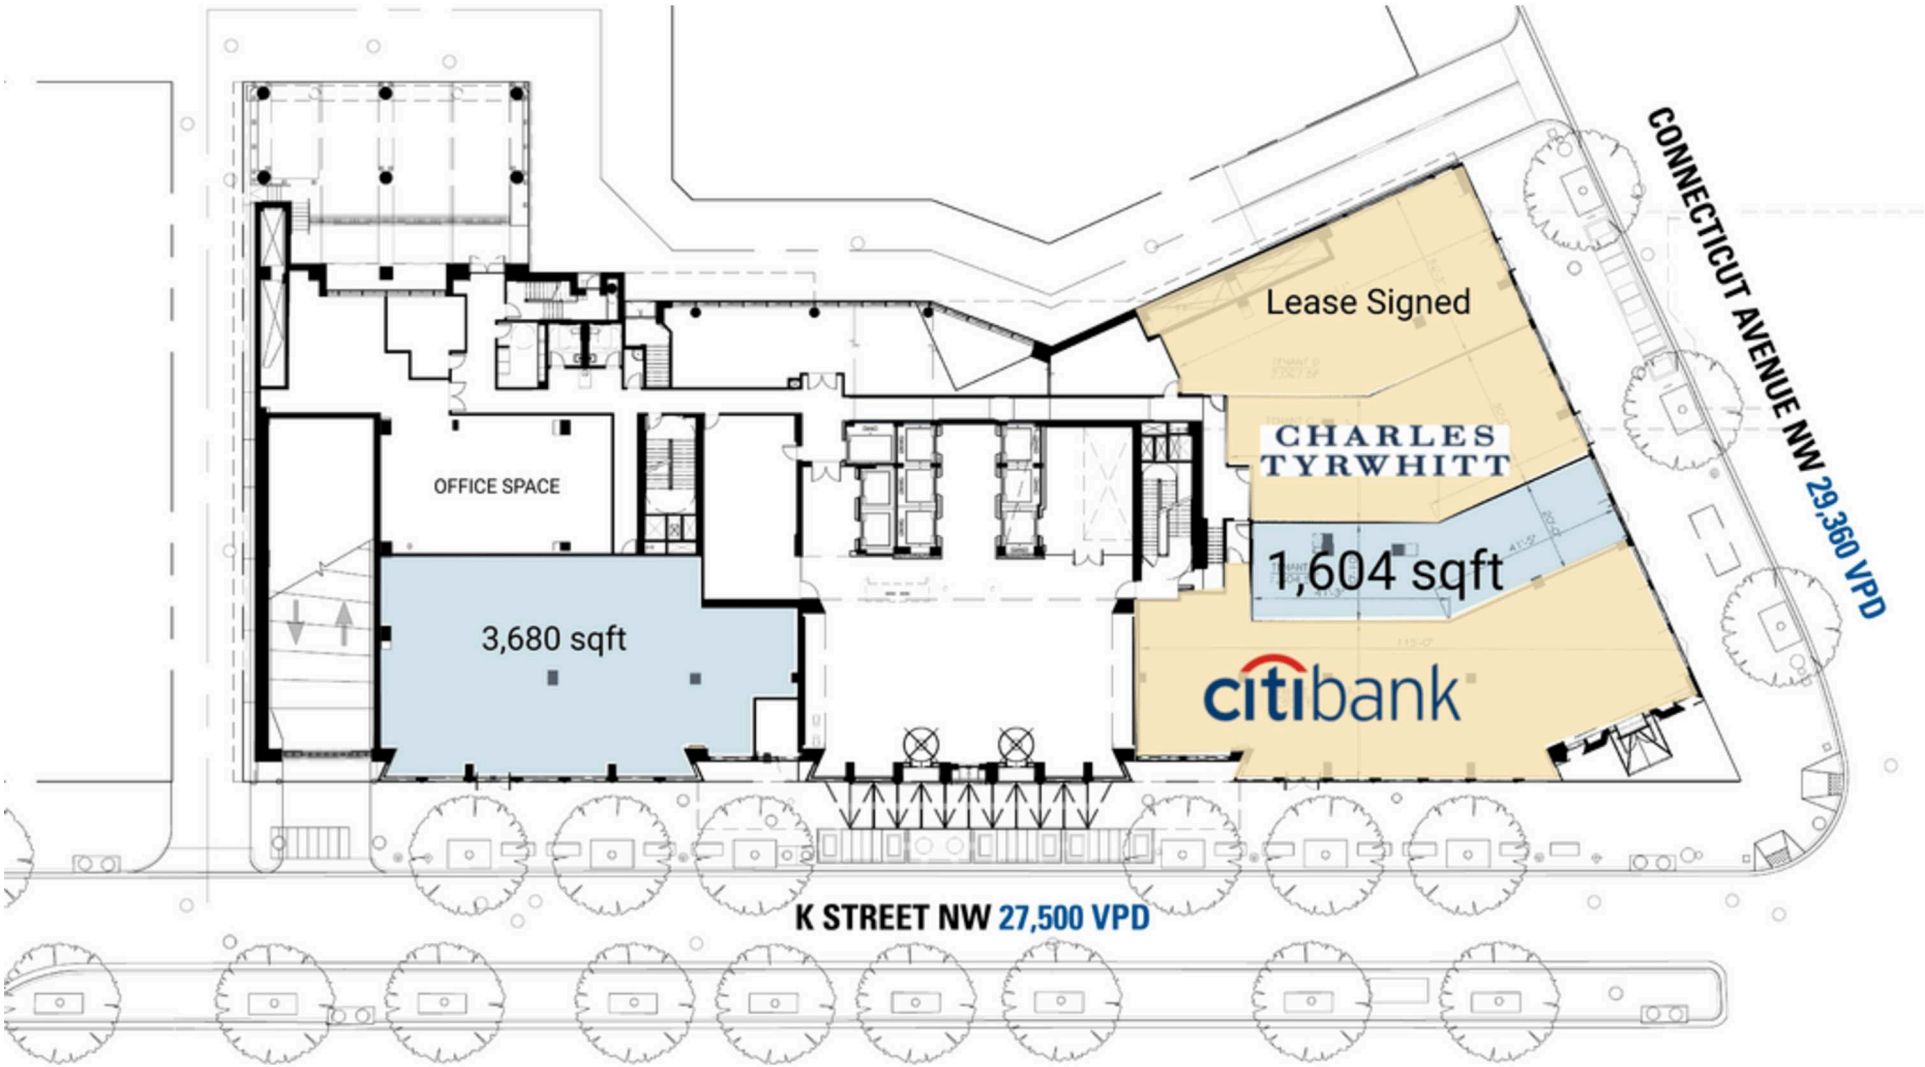 Lease Signed
CONNECTICUT AVENUE NW 29,360 VPD
CHARLES
TYRWHITT
OFFICE SPACE
1,604 sqft
3,680 sqft
citibank
K STREET NW 27,500 VPD